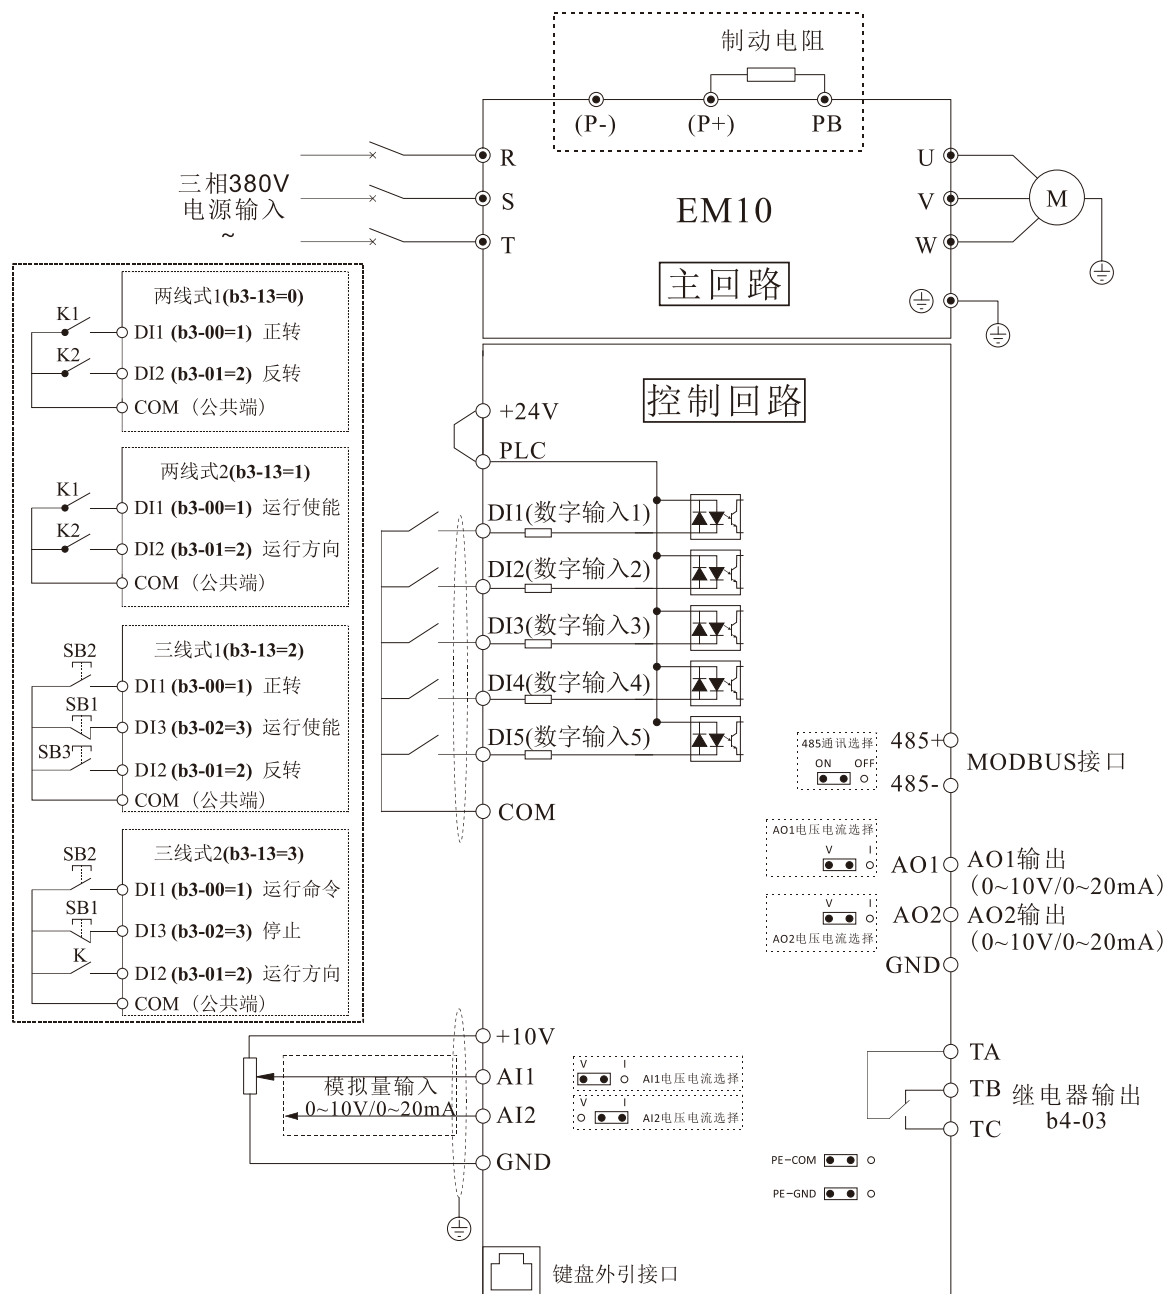 制动电阻
(P-)
(P+)
PB
R
S
T
三相380V
电源输入
~
EM10
主回路
U
V
W
M
两线式1(b3-13=0)
K1
DI1 (b3-00=1) 正转
K2
DI2 (b3-01=2) 反转
COM (公共端)
两线式2(b3-13=1)
K1
DI1 (b3-00=1) 运行使能
K2
DI2 (b3-01=2) 运行方向
COM (公共端)
三线式1(b3-13=2)
SB2
DI1 (b3-00=1) 正转
SB1
DI3 (b3-02=3) 运行使能
SB3
DI2 (b3-01=2) 反转
COM (公共端)
三线式2(b3-13=3)
SB2
DI1 (b3-00=1) 运行命令
SB1
DI3 (b3-02=3) 停止
K
DI2 (b3-01=2) 运行方向
COM (公共端)
控制回路
+24V
PLC
DI1(数字输入1)
DI2(数字输入2)
DI3(数字输入3)
DI4(数字输入4)
DI5(数字输入5)
COM
485通讯选择
ON OFF
485+
485-
MODBUS接口
AO1电压电流选择
V I
AO1
AO1输出
(0~10V/0~20mA)
V I
AO2电压电流选择
AO2
AO2输出
(0~10V/0~20mA)
GND
+10V
AI1
AI2
GND
模拟量输入
0~10V/0~20mA
V I
AI1电压电流选择
V I
AI2电压电流选择
TA
TB
TC
继电器输出
b4-03
PE-COM
PE-GND
键盘外引接口